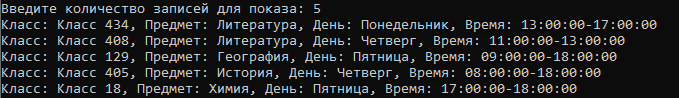 Введите количество записей для показа: 5
Класс: Класс 434, Предмет: Литература, День: Понедельник, Время: 13:00:00-17:00:00
Класс: Класс 408, Предмет: Литература, День: Четверг, Время: 11:00:00-13:00:00
Класс: Класс 129, Предмет: География, День: Пятница, Время: 09:00:00-18:00:00
Класс: Класс 405, Предмет: История, День: Четверг, Время: 08:00:00-18:00:00
Класс: Класс 18, Предмет: Химия, День: Пятница, Время: 17:00:00-18:00:00